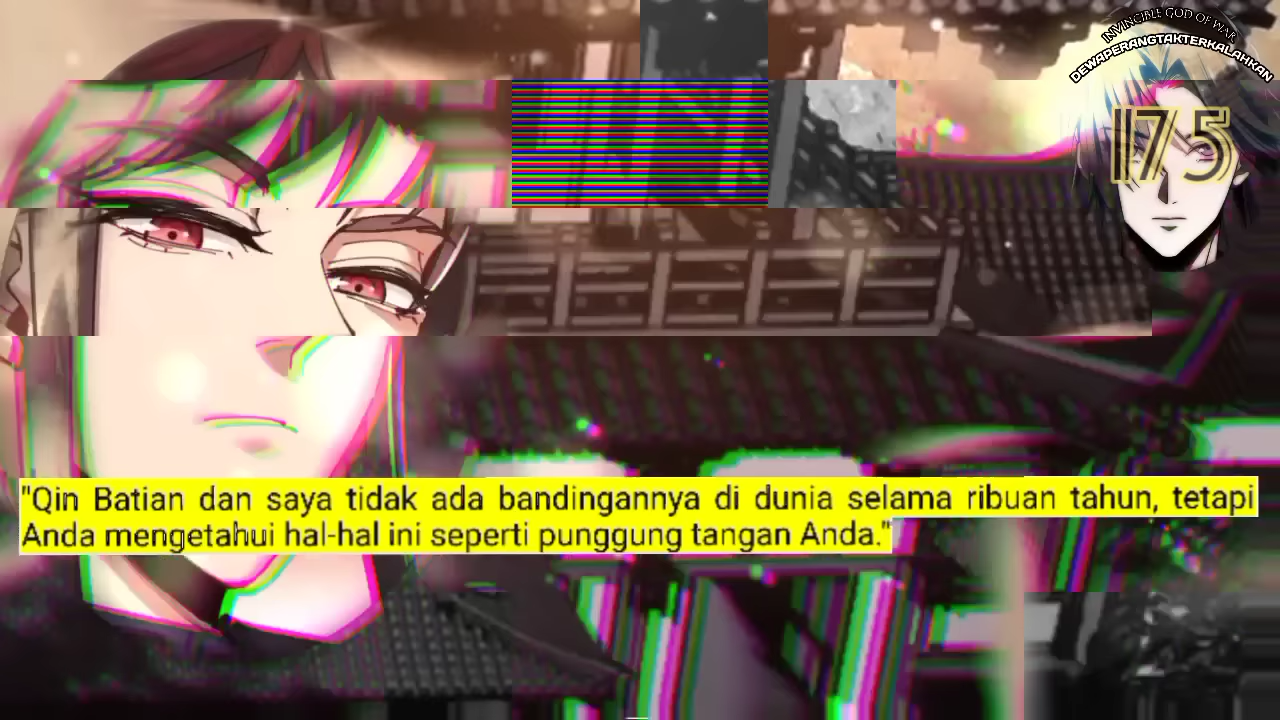 INVINCIBLE GOD OF WAR
DEWAPERANGTAKTERKALAHKAN
175
"Qin Batian dan saya tidak ada bandingannya di dunia selama ribuan tahun, tetapi
Anda mengetahui hal-hal ini seperti punggung tangan Anda."